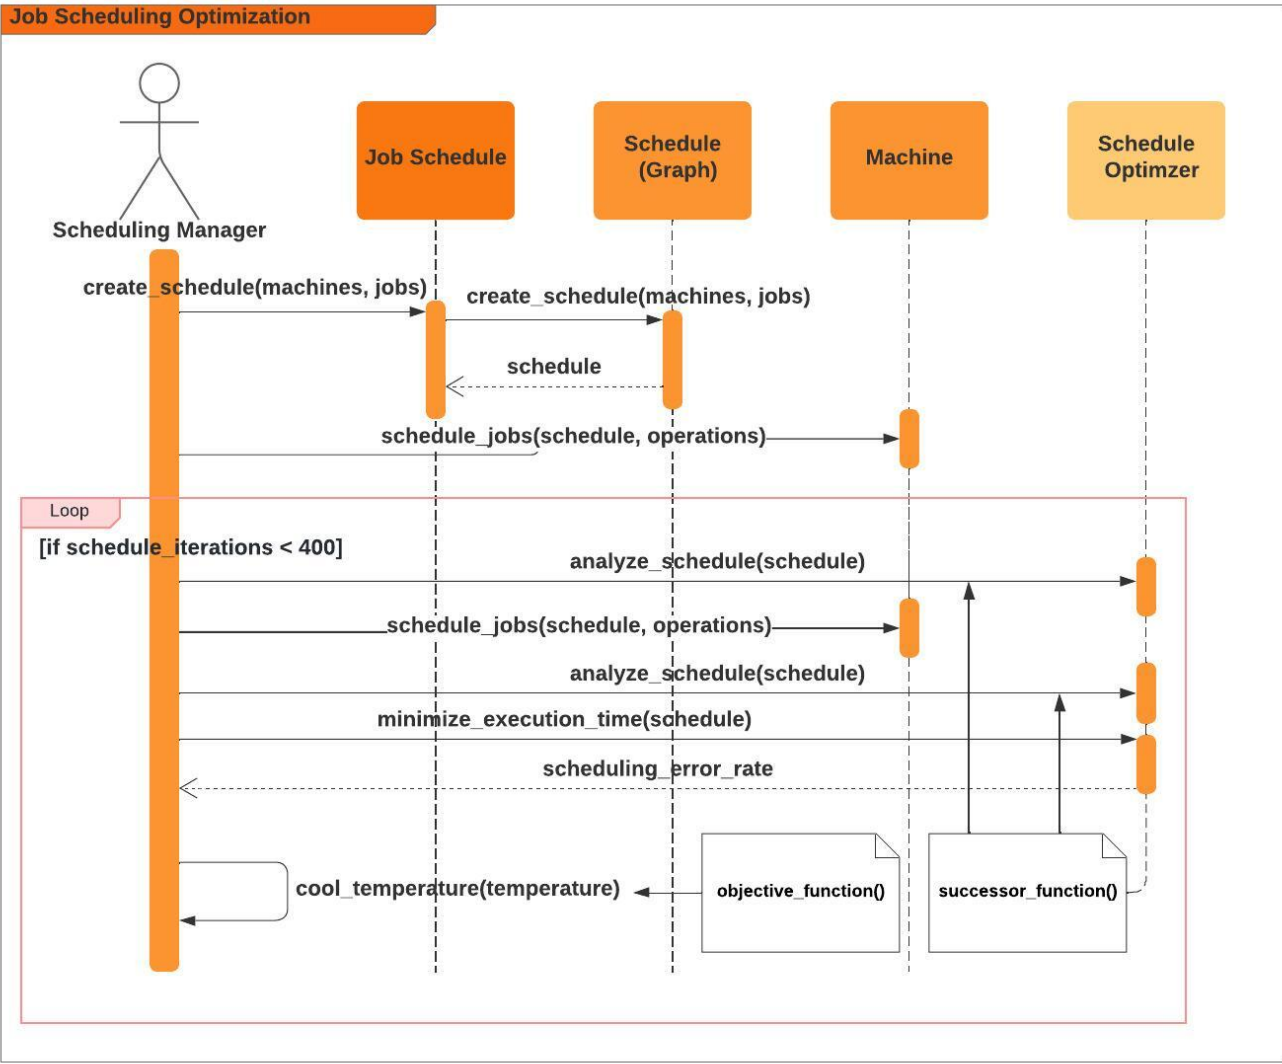 Job Scheduling Optimization
Scheduling Manager
Job Schedule
Schedule
(Graph)
Machine
Schedule
Optimzer
create_schedule(machines, jobs)
create_schedule(machines, jobs)
schedule
schedule_jobs(schedule, operations)
Loop
[if schedule_iterations < 400]
analyze_schedule(schedule)
schedule_jobs(schedule, operations)
analyze_schedule(schedule)
minimize_execution_time(schedule)
scheduling_error_rate
cool_temperature(temperature)
objective_function()
successor_function()